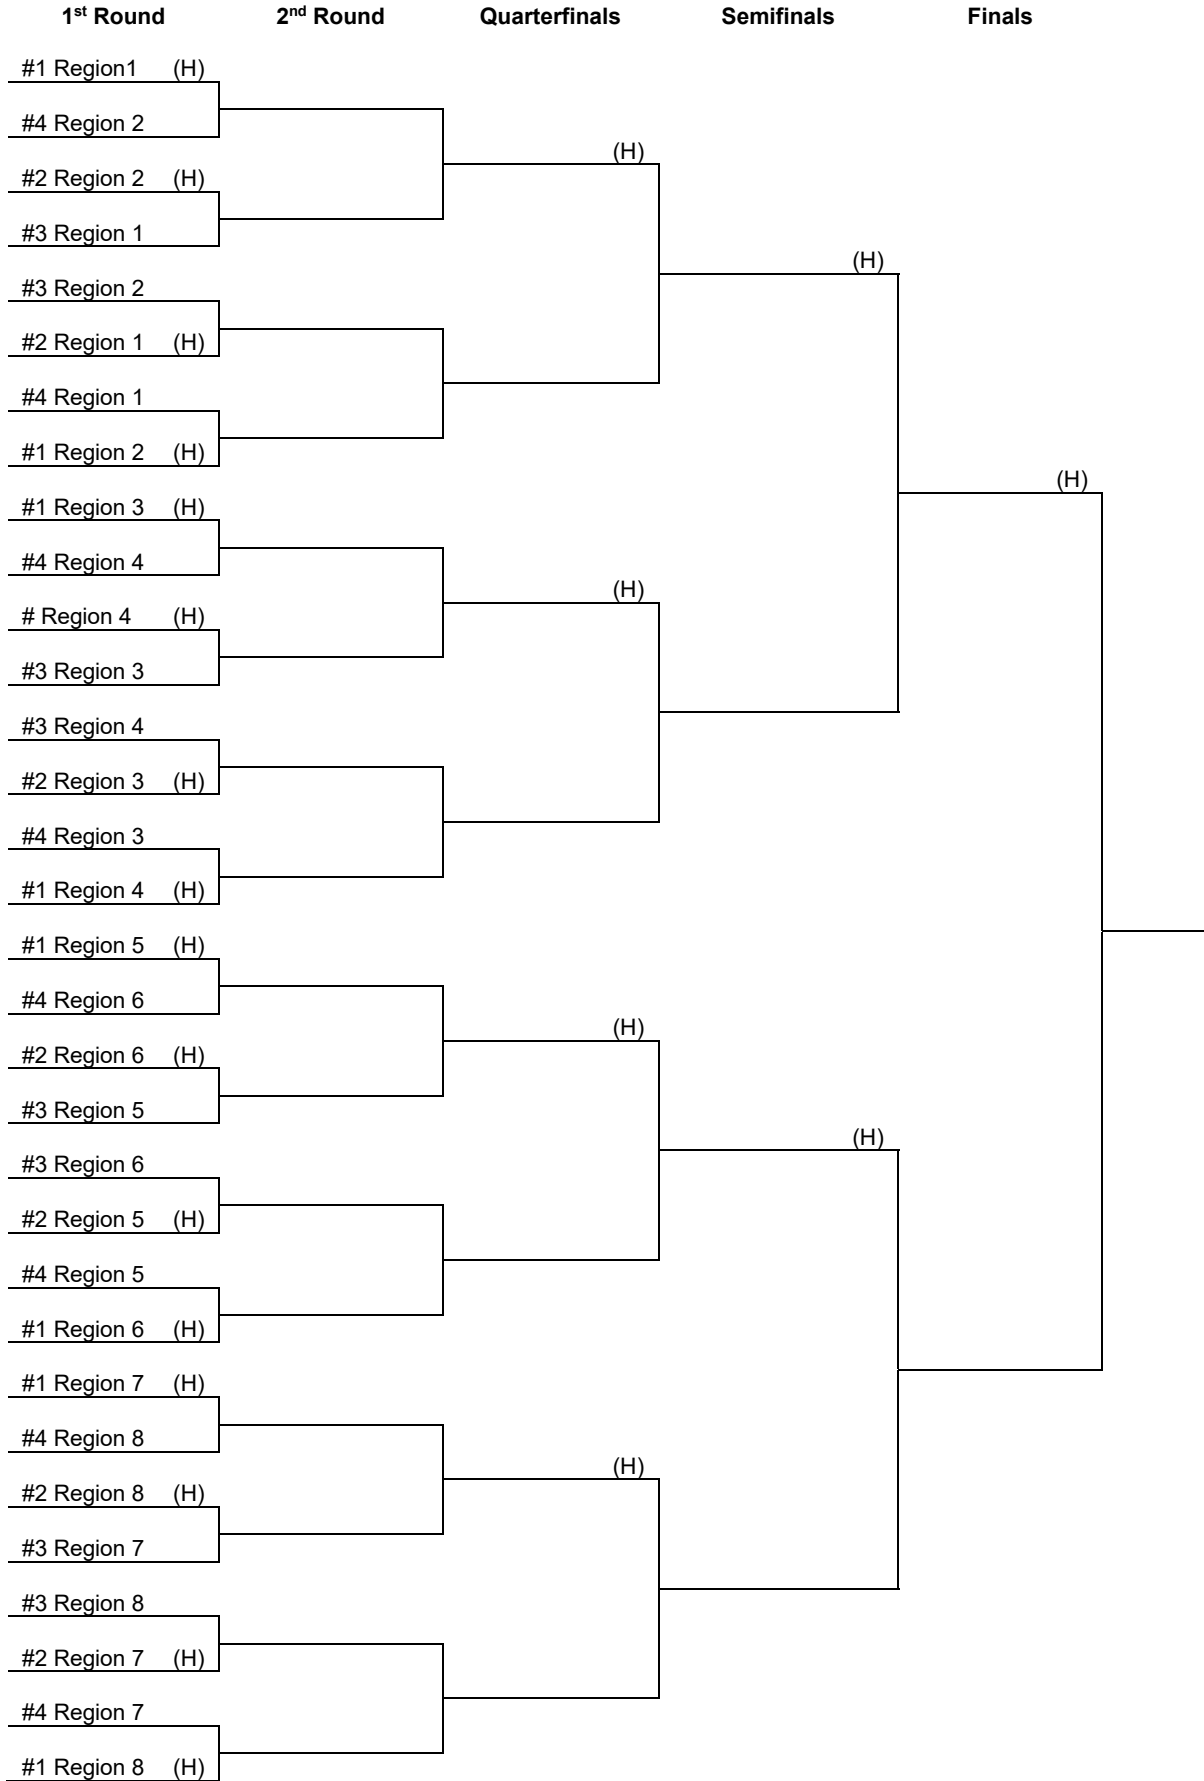 1st Round 2nd Round Quarterfinals Semifinals Finals
#1 Region1 (H)
#4 Region 2
(H)
#2 Region 2 (H)
#3 Region 1
(H)
#3 Region 2
#2 Region 1 (H)
#4 Region 1
#1 Region 2 (H)
(H)
#1 Region 3 (H)
#4 Region 4
(H)
# Region 4 (H)
#3 Region 3
#3 Region 4
#2 Region 3 (H)
#4 Region 3
#1 Region 4 (H)
#1 Region 5 (H)
#4 Region 6
(H)
#2 Region 6 (H)
#3 Region 5
(H)
#3 Region 6
#2 Region 5 (H)
#4 Region 5
#1 Region 6 (H)
#1 Region 7 (H)
#4 Region 8
(H)
#2 Region 8 (H)
#3 Region 7
#3 Region 8
#2 Region 7 (H)
#4 Region 7
#1 Region 8 (H)